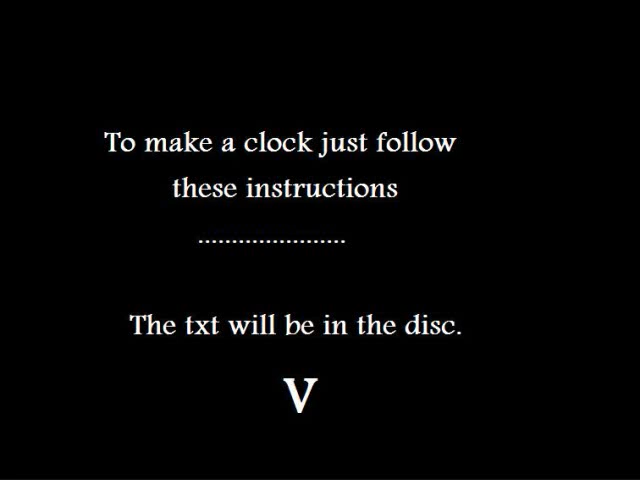 To make a clock just follow
these instructions
......................
The txt will be in the disc.
V